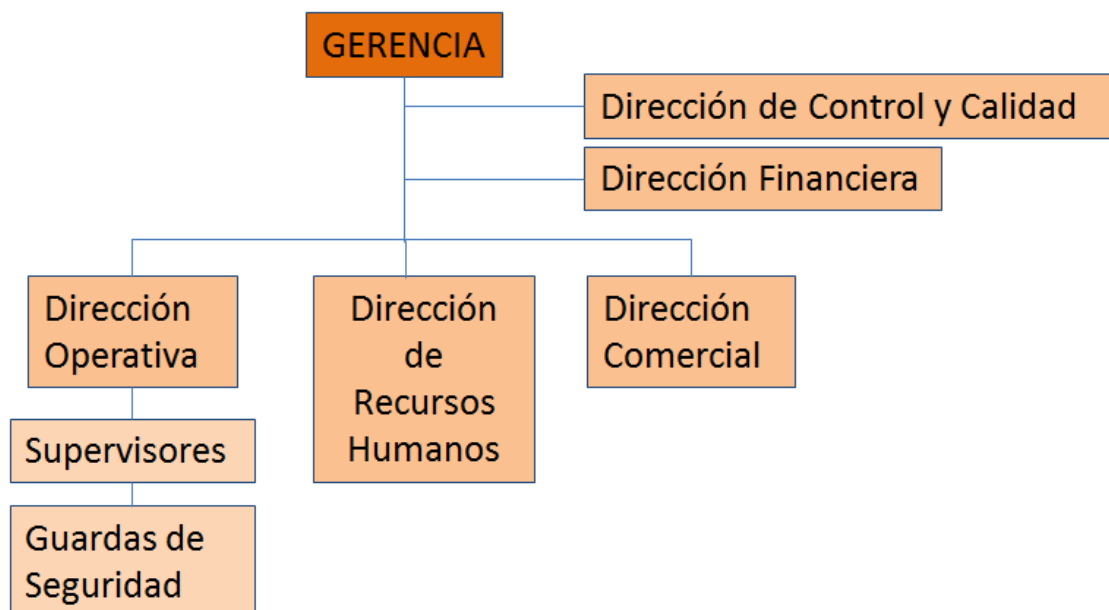 GERENCIA
Dirección de Control y Calidad
Dirección Financiera
Dirección
Operativa
Dirección
de
Recursos
Humanos
Dirección
Comercial
Supervisores
Guardas de
Seguridad